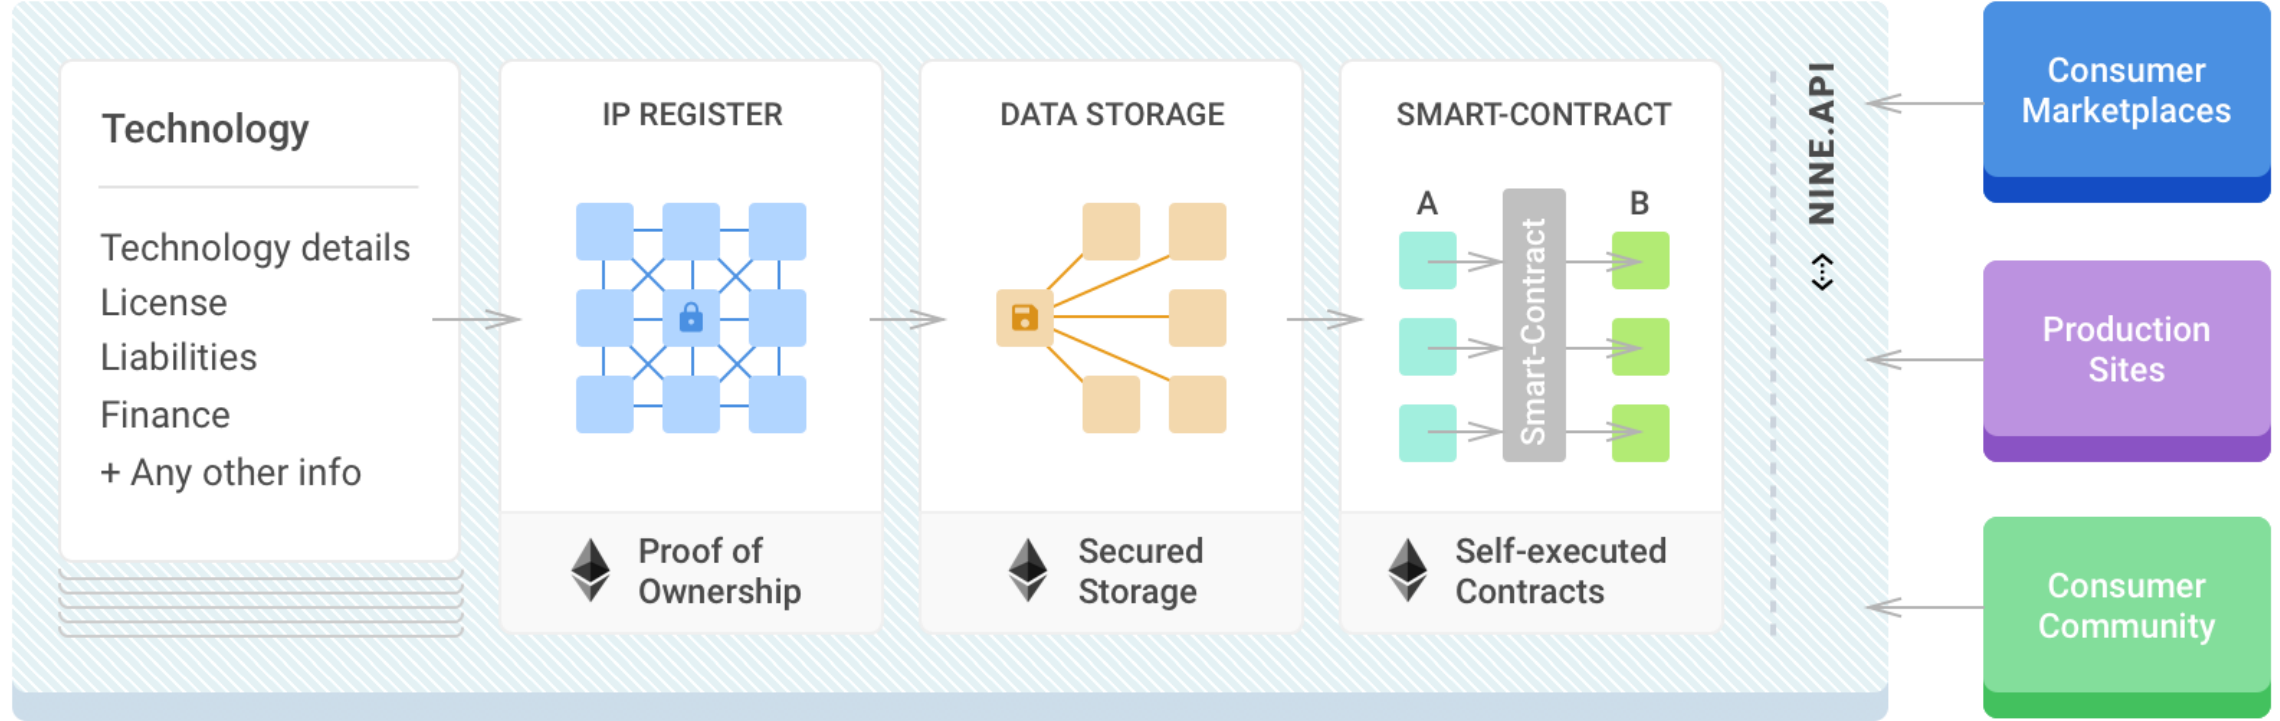 Technology
Technology details
License
Liabilities
Finance
+ Any other info
IP REGISTER
Proof of
Ownership
DATA STORAGE
Secured
Storage
SMART-CONTRACT
A
Smart-Contract
B
Self-executed
Contracts
NINE.API
Consumer
Marketplaces
Production
Sites
Consumer
Community